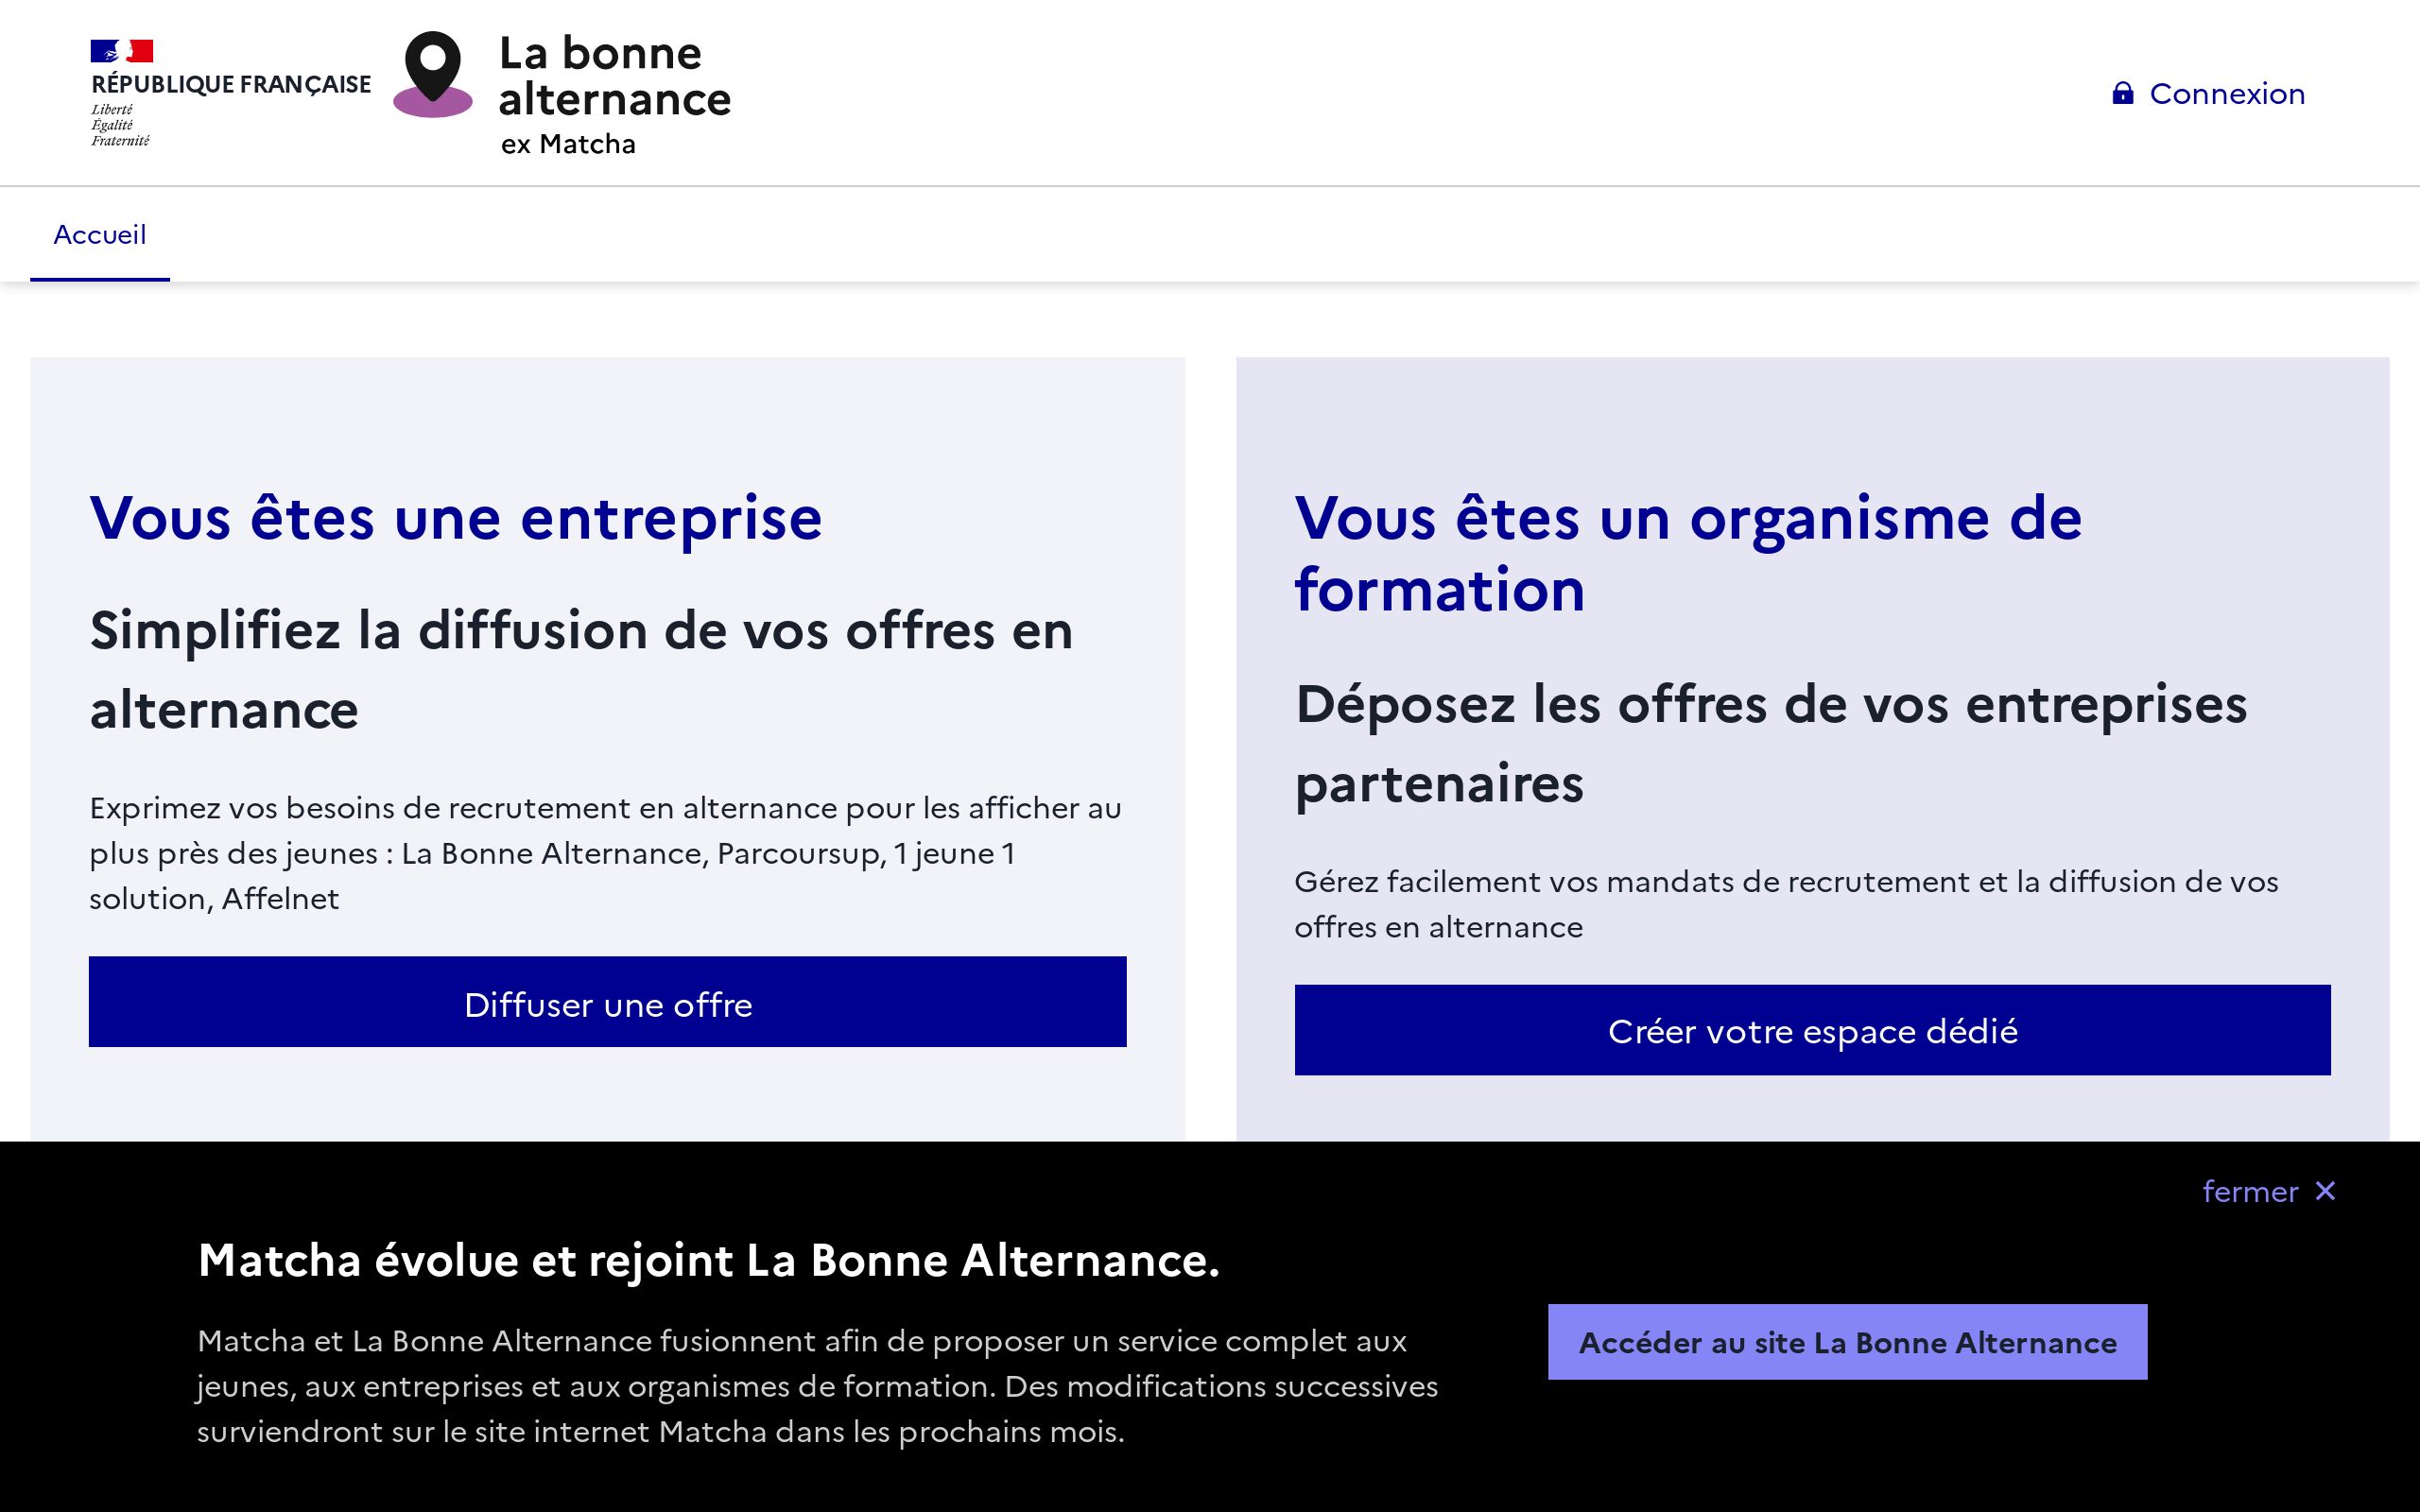 RÉPUBLIQUE FRANÇAISE
Liberté
Égalité
Fraternité
La bonne
alternance
ex Matcha
Connexion
Accueil
Vous êtes une entreprise
Simplifiez la diffusion de vos offres en
alternance
Exprimez vos besoins de recrutement en alternance pour les afficher au
plus près des jeunes : La Bonne Alternance, Parcoursup, 1 jeune 1
solution, Affelnet
Diffuser une offre
Vous êtes un organisme de
formation
Déposez les offres de vos entreprises
partenaires
Gérez facilement vos mandats de recrutement et la diffusion de vos
offres en alternance
Créer votre espace dédié
fermer ×
Matcha évolue et rejoint La Bonne Alternance.
Matcha et La Bonne Alternance fusionnent afin de proposer un service complet aux
jeunes, aux entreprises et aux organismes de formation. Des modifications successives
surviendront sur le site internet Matcha dans les prochains mois.
Accéder au site La Bonne Alternance